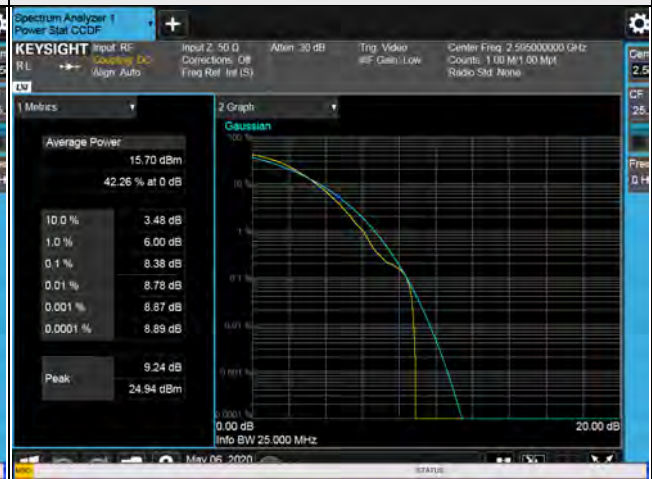 Spectrum Analyzer 1
Power Stat CCDF
+
KEYSIGHT Input: RF Input Z: 50 Ω Atten: 30 dB Trig: Video Center Freq: 2.595000000 GHz
R L Coupling: DC Corrections: Off #IF Gain: Low Counts: 1.00 M/1.00 Mpt
Align: Auto Freq Ref: Int (S) Radio Std: None
LXI
1 Metrics
2 Graph
Gaussian
Average Power
15.70 dBm
42.26 % at 0 dB
10.0 % 3.48 dB
1.0 % 6.00 dB
0.1 % 8.38 dB
0.01 % 8.78 dB
0.001 % 8.87 dB
0.0001 % 8.89 dB
Peak 9.24 dB
24.94 dBm
100 %
10 %
1 %
0.1 %
0.01 %
0.001 %
0.0001 %
0.00 dB 20.00 dB
Info BW 25.000 MHz
May 06, 2020
MSG STATUS
CF